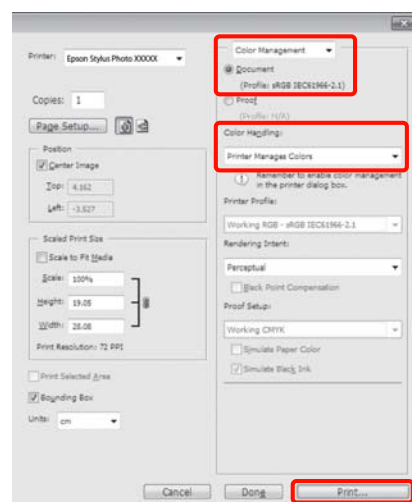 Printer: Epson Stylus Photo XXXXX
Copies: 1
Page Setup...
Position
Center Image
Top: 4.162
Left: -3.527
Scaled Print Size
Scale to Fit Media
Scale: 100%
Height: 19.05
Width: 28.08
Print Resolution: 72 PPI
Print Selected Area
Bounding Box
Units: cm
Color Management
Document
(Profile: sRGB IEC61966-2.1)
Proof
(Profile: N/A)
Color Handling:
Printer Manages Colors
Remember to enable color management
in the printer dialog box.
Printer Profile:
Working RGB - sRGB IEC61966-2.1
Rendering Intent:
Perceptual
Black Point Compensation
Proof Setup:
Working CMYK
Simulate Paper Color
Simulate Black Ink
Cancel
Done
Print...